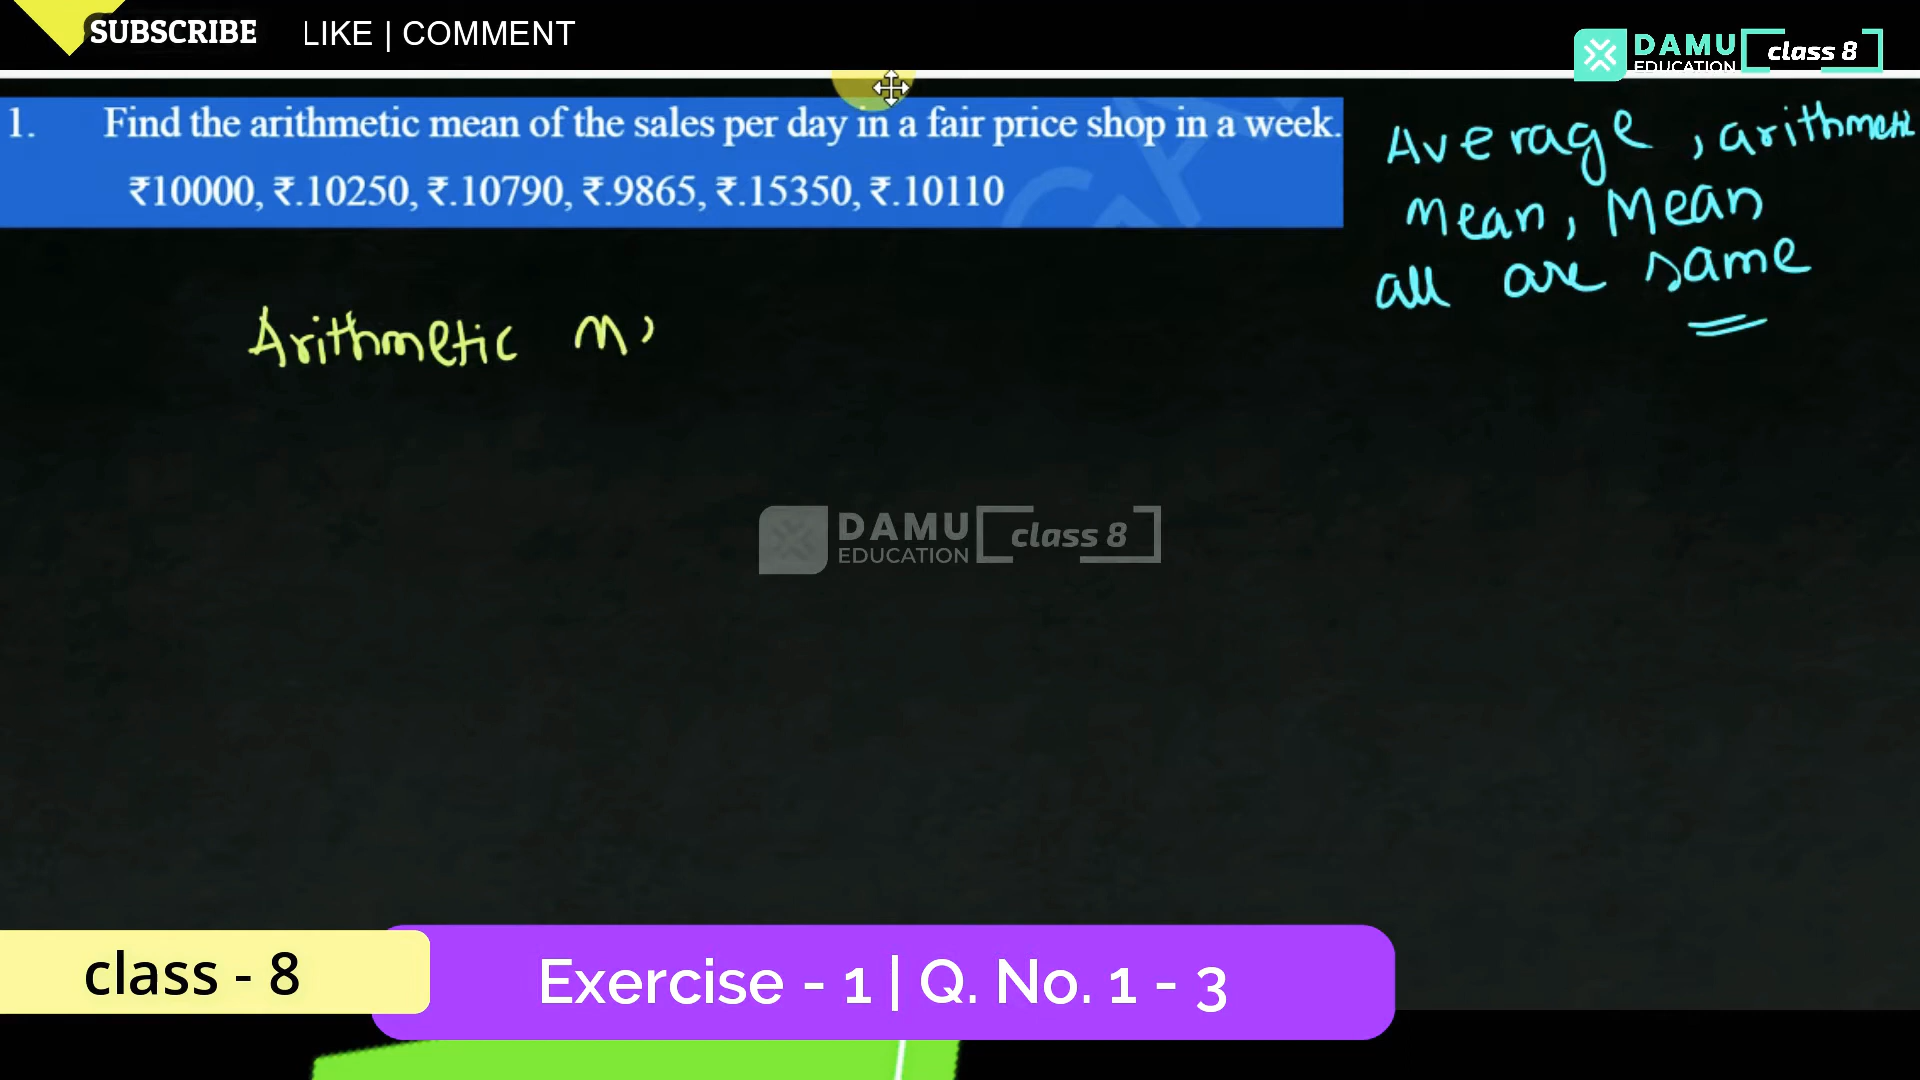 SUBSCRIBE LIKE | COMMENT
DAMU EDUCATION class 8
1. Find the arithmetic mean of the sales per day in a fair price shop in a week.
₹10000, ₹.10250, ₹.10790, ₹.9865, ₹.15350, ₹.10110
Average, arithmetic
mean, Mean
all are same
Arithmetic m
DAMU EDUCATION class 8
class - 8
Exercise - 1 | Q. No. 1 - 3